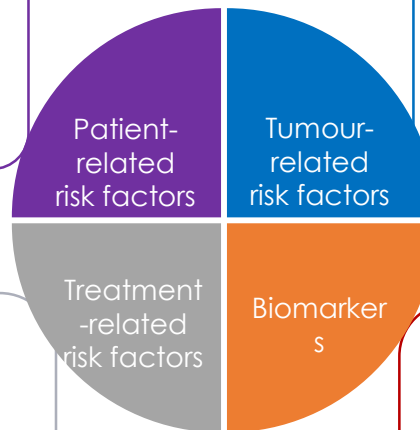 Patient-
related
risk factors
Tumour-
related
risk factors
Treatment
-related
risk factors
Biomarker
s